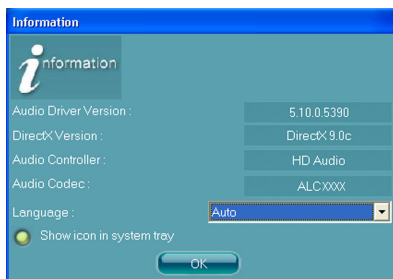 Information
information
Audio Driver Version : 5.10.0.5390
DirectX Version : DirectX 9.0c
Audio Controller : HD Audio
Audio Codec : ALCXXXX
Language : Auto
Show icon in system tray
OK